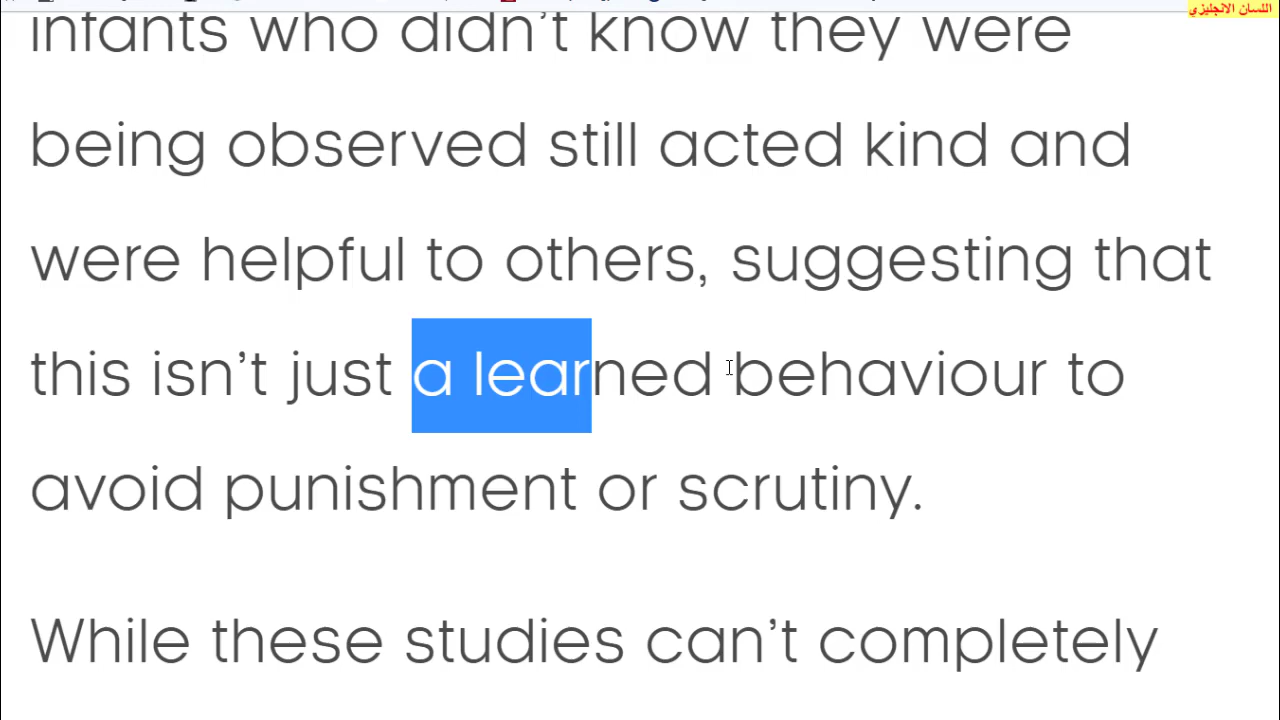 اللسان الانجليزي
infants who didn’t know they were
being observed still acted kind and
were helpful to others, suggesting that
this isn’t just a learned behaviour to
avoid punishment or scrutiny.
While these studies can’t completely